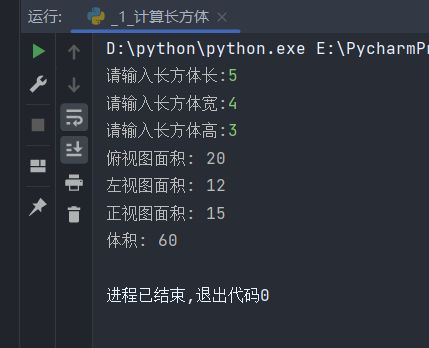 运行: _1_计算长方体
D:\python\python.exe E:\PycharmPr
请输入长方体长:5
请输入长方体宽:4
请输入长方体高:3
俯视图面积: 20
左视图面积: 12
正视图面积: 15
体积: 60
进程已结束,退出代码0